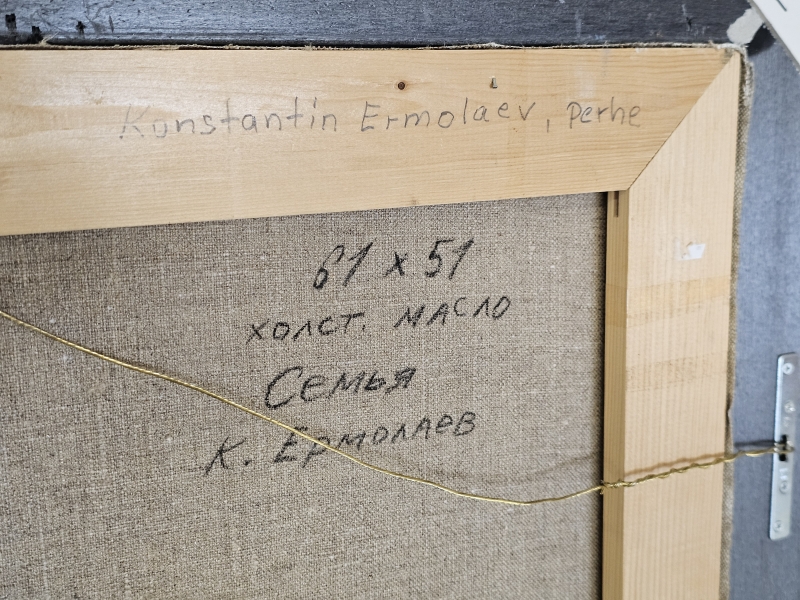 Konstantin Ermolaev, Perhe
61 x 51
холст. масло
Семья
К. Ермолаев